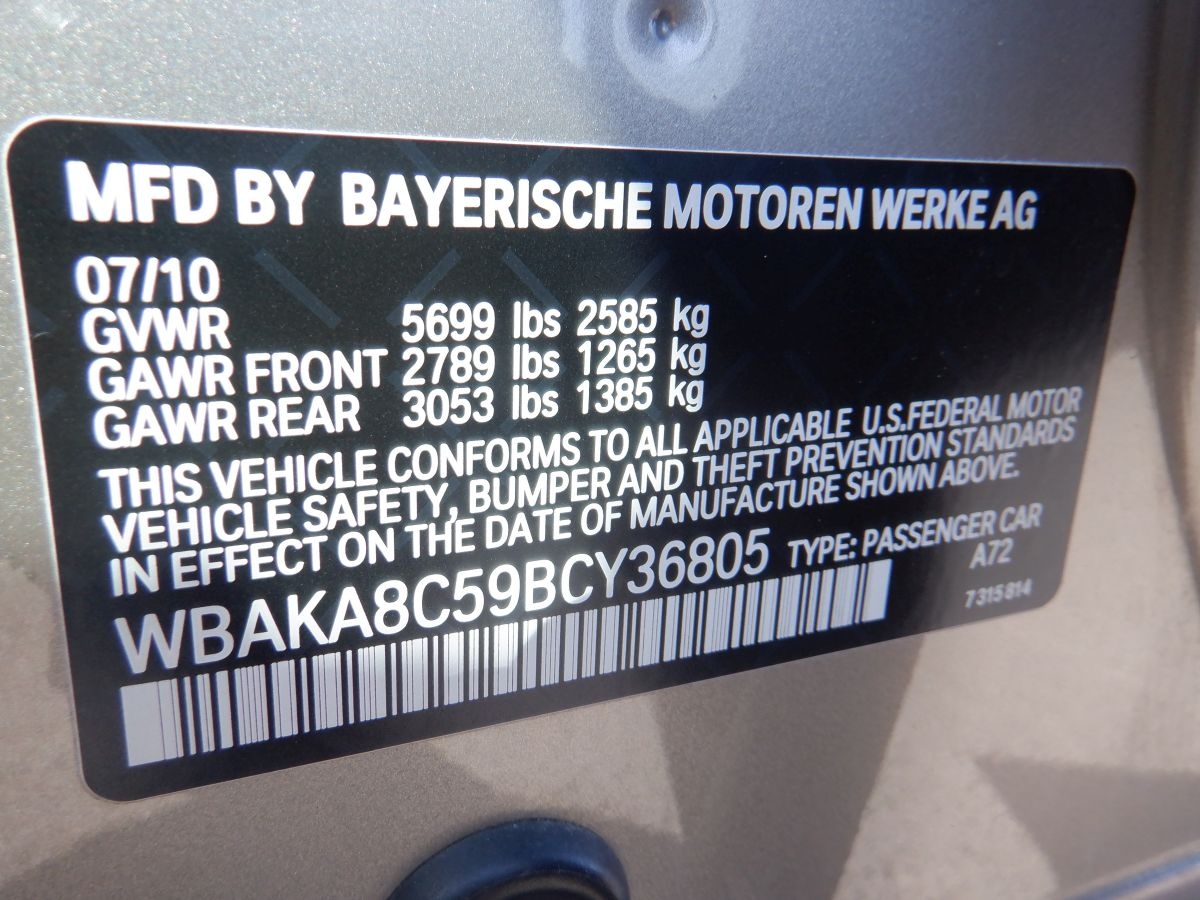 MFD BY BAYERISCHE MOTOREN WERKE AG
07/10
GVWR 5699 lbs 2585 kg
GAWR FRONT 2789 lbs 1265 kg
GAWR REAR 3053 lbs 1385 kg
THIS VEHICLE CONFORMS TO ALL APPLICABLE U.S.FEDERAL MOTOR
VEHICLE SAFETY, BUMPER AND THEFT PREVENTION STANDARDS
IN EFFECT ON THE DATE OF MANUFACTURE SHOWN ABOVE.
WBAKA8C59BCY36805 TYPE: PASSENGER CAR
A72
7 315 814